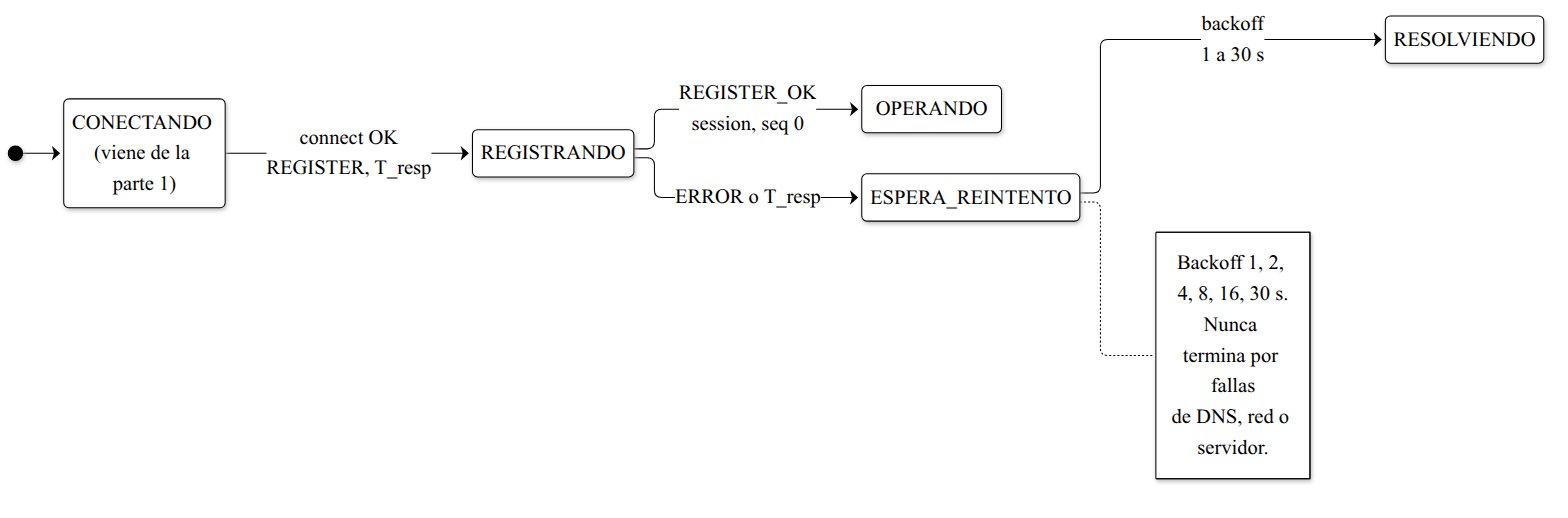 CONECTANDO
(viene de la
parte 1)
connect OK
REGISTER, T_resp
REGISTRANDO
REGISTER_OK
session, seq 0
OPERANDO
ERROR o T_resp
ESPERA_REINTENTO
backoff
1 a 30 s
RESOLVIENDO
Backoff 1, 2,
4, 8, 16, 30 s.
Nunca
termina por
fallas
de DNS, red o
servidor.